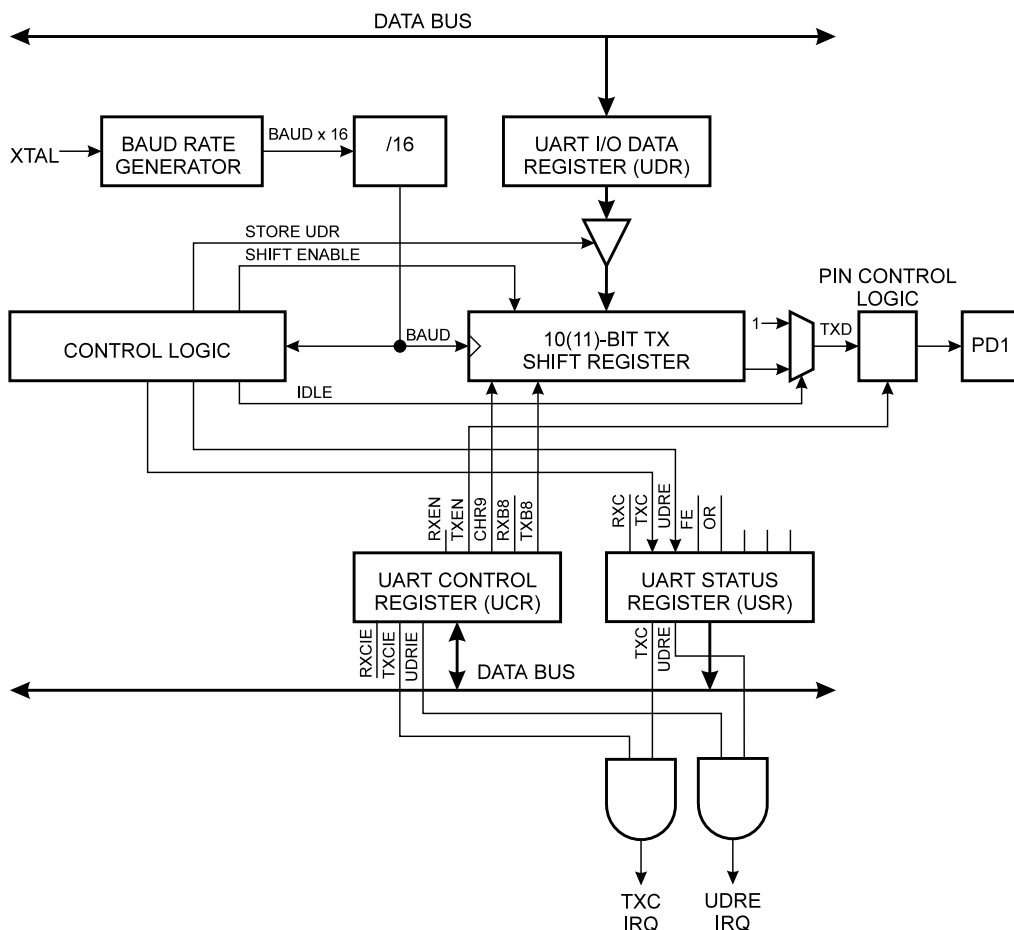 DATA BUS
XTAL
BAUD RATE
GENERATOR
BAUD x 16
/16
UART I/O DATA
REGISTER (UDR)
STORE UDR
SHIFT ENABLE
PIN CONTROL
LOGIC
CONTROL LOGIC
BAUD
10(11)-BIT TX
SHIFT REGISTER
1
TXD
PD1
IDLE
RXEN
TXEN
CHR9
RXB8
TXB8
RXC
TXC
UDRE
FE
OR
UART CONTROL
REGISTER (UCR)
UART STATUS
REGISTER (USR)
RXCIE
TXCIE
UDRIE
TXC
UDRE
DATA BUS
TXC
IRQ
UDRE
IRQ